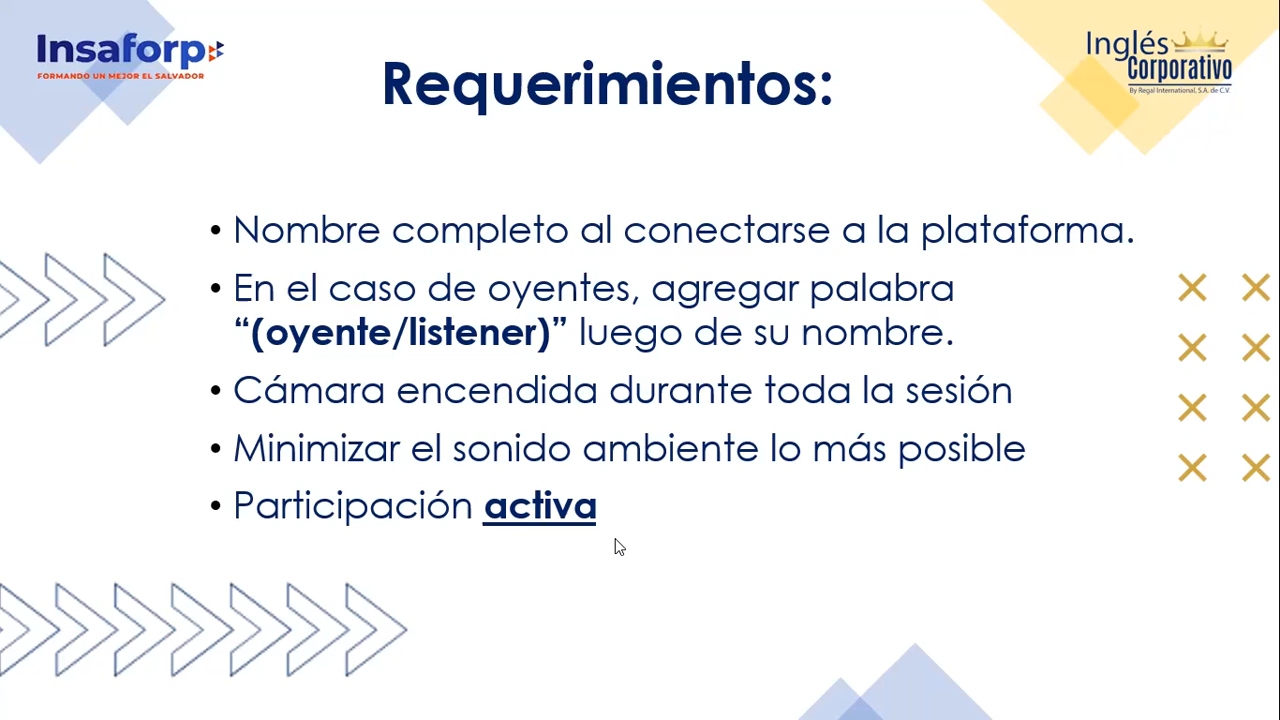 Insaforp
FORMANDO UN MEJOR EL SALVADOR
Inglés
Corporativo
By Regal International, S.A. de C.V.
Requerimientos:
• Nombre completo al conectarse a la plataforma.
• En el caso de oyentes, agregar palabra
“(oyente/listener)” luego de su nombre.
• Cámara encendida durante toda la sesión
• Minimizar el sonido ambiente lo más posible
• Participación activa